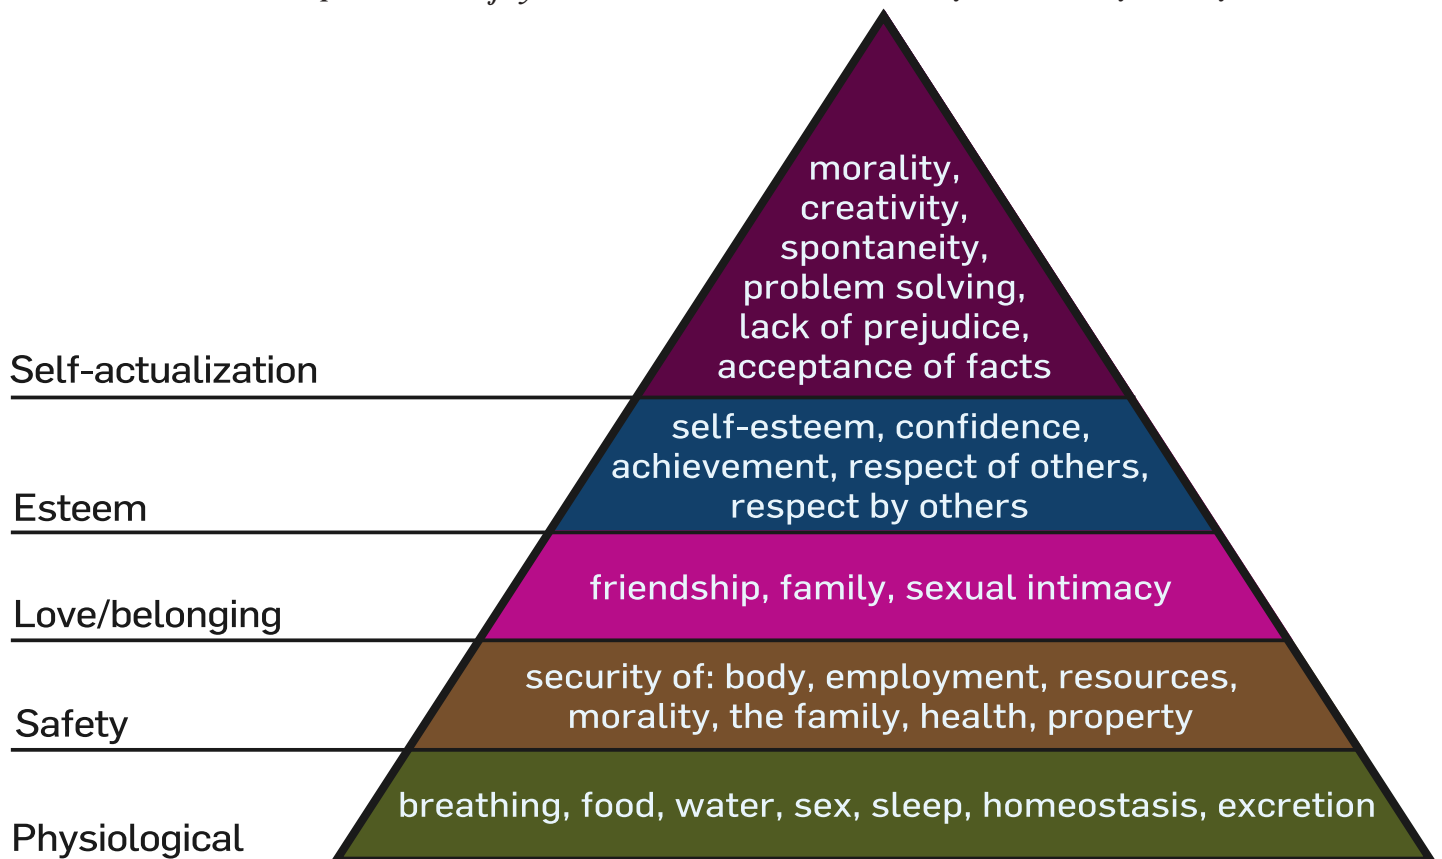 morality,
creativity,
spontaneity,
problem solving,
lack of prejudice,
acceptance of facts
Self-actualization
self-esteem, confidence,
achievement, respect of others,
respect by others
Esteem
friendship, family, sexual intimacy
Love/belonging
security of: body, employment, resources,
morality, the family, health, property
Safety
breathing, food, water, sex, sleep, homeostasis, excretion
Physiological